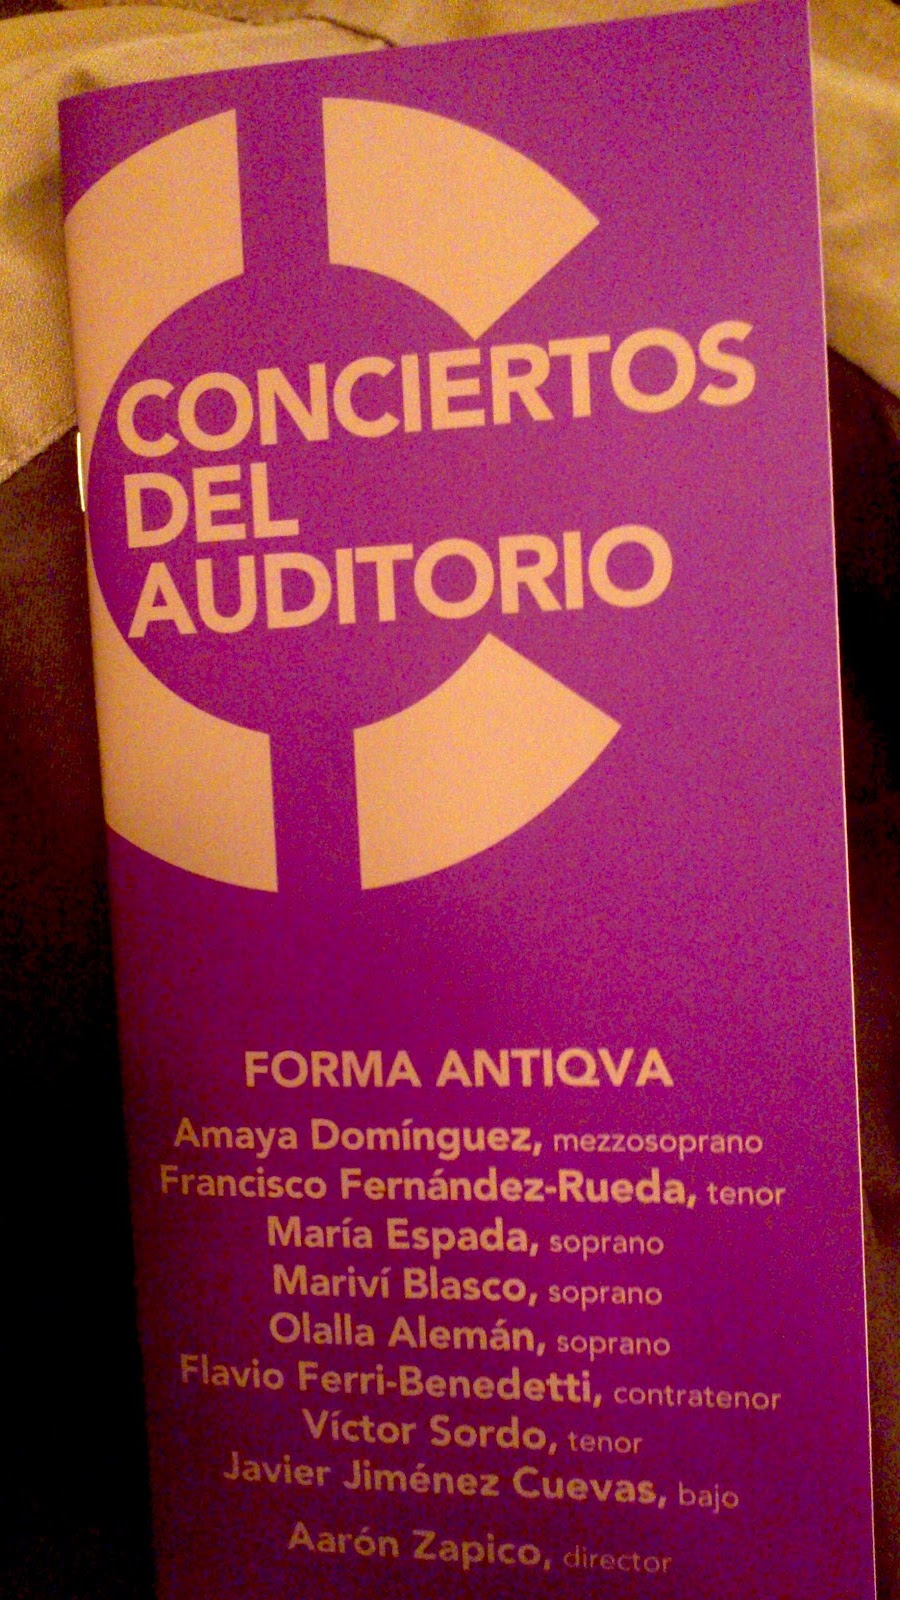 CONCIERTOS
DEL
AUDITORIO
FORMA ANTIQVA
Amaya Domínguez, mezzosoprano
Francisco Fernández-Rueda, tenor
María Espada, soprano
Mariví Blasco, soprano
Olalla Alemán, soprano
Flavio Ferri-Benedetti, contratenor
Víctor Sordo, tenor
Javier Jiménez Cuevas, bajo
Aarón Zapico, director